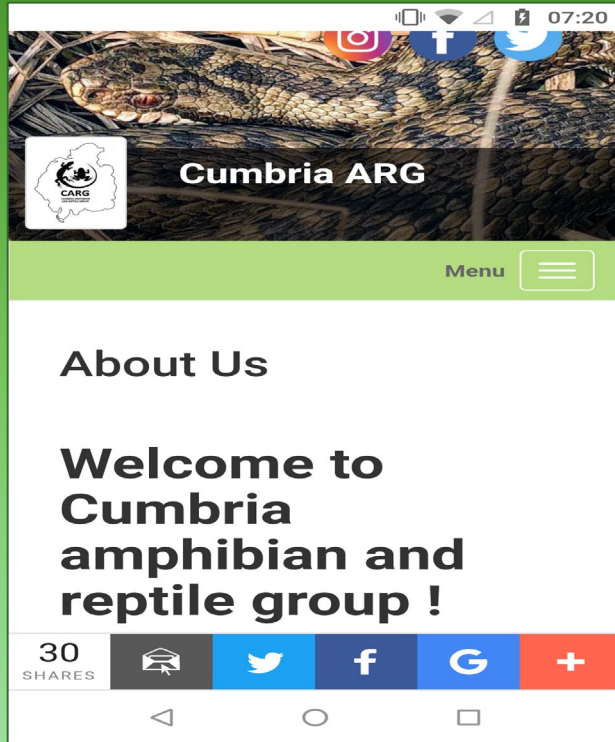 07:20
Cumbria ARG
CARG
Menu
About Us
Welcome to
Cumbria
amphibian and
reptile group !
30
SHARES